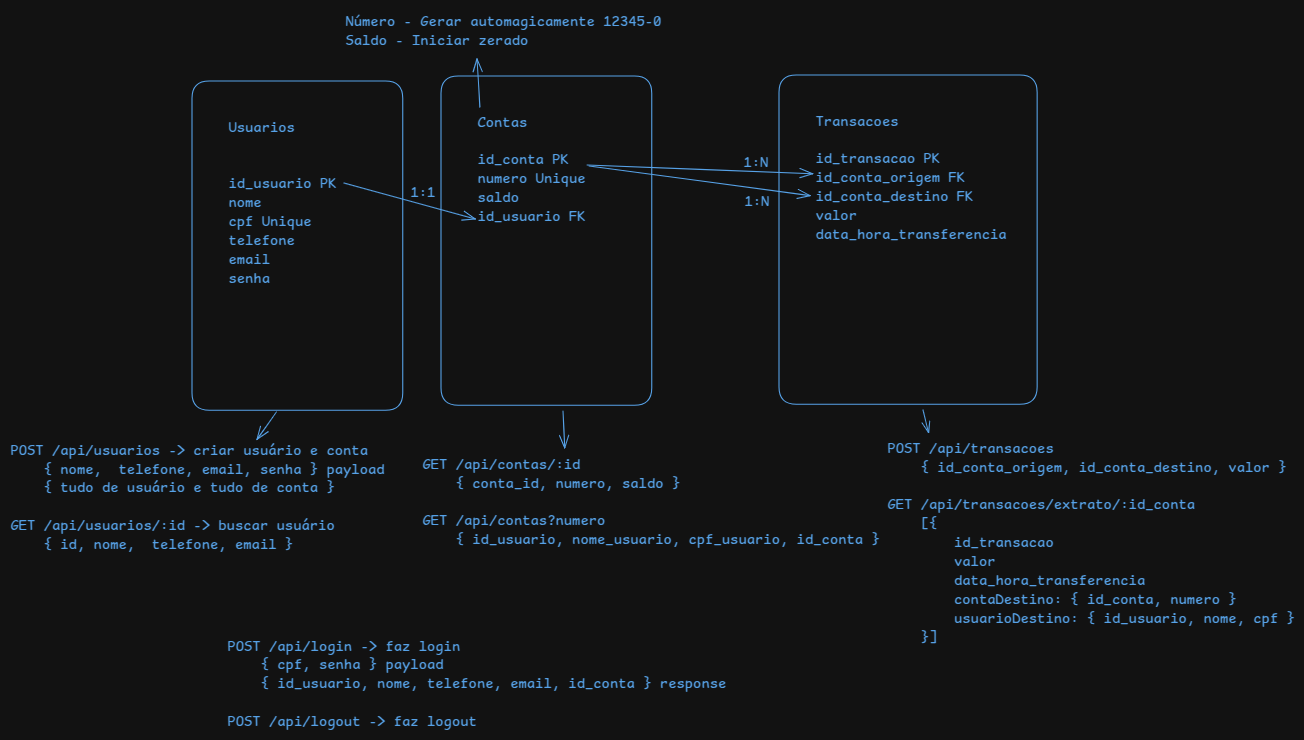 Número - Gerar automagicamente 12345-0
Saldo - Iniciar zerado
Usuarios
id_usuario PK
nome
cpf Unique
telefone
email
senha
1:1
Contas
id_conta PK
numero Unique
saldo
id_usuario FK
1:N
1:N
Transacoes
id_transacao PK
id_conta_origem FK
id_conta_destino FK
valor
data_hora_transferencia
POST /api/usuarios -> criar usuário e conta
{ nome,  telefone, email, senha } payload
{ tudo de usuário e tudo de conta }
GET /api/usuarios/:id -> buscar usuário
{ id, nome,  telefone, email }
GET /api/contas/:id
{ conta_id, numero, saldo }
GET /api/contas?numero
{ id_usuario, nome_usuario, cpf_usuario, id_conta }
POST /api/transacoes
{ id_conta_origem, id_conta_destino, valor }
GET /api/transacoes/extrato/:id_conta
[{
id_transacao
valor
data_hora_transferencia
contaDestino: { id_conta, numero }
usuarioDestino: { id_usuario, nome, cpf }
}]
POST /api/login -> faz login
{ cpf, senha } payload
{ id_usuario, nome, telefone, email, id_conta } response
POST /api/logout -> faz logout